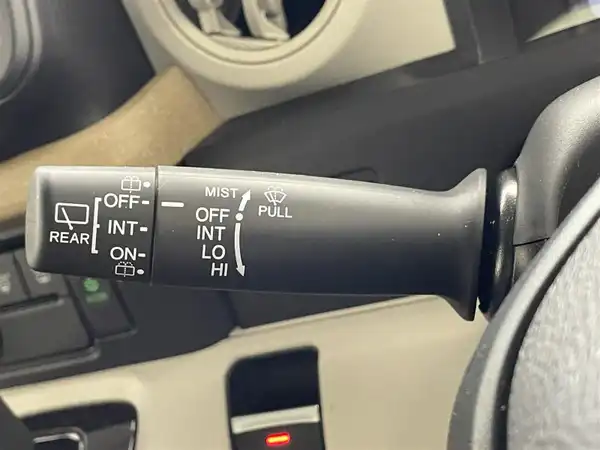 OFF
INT
ON
REAR
MIST
PULL
OFF
INT
LO
HI